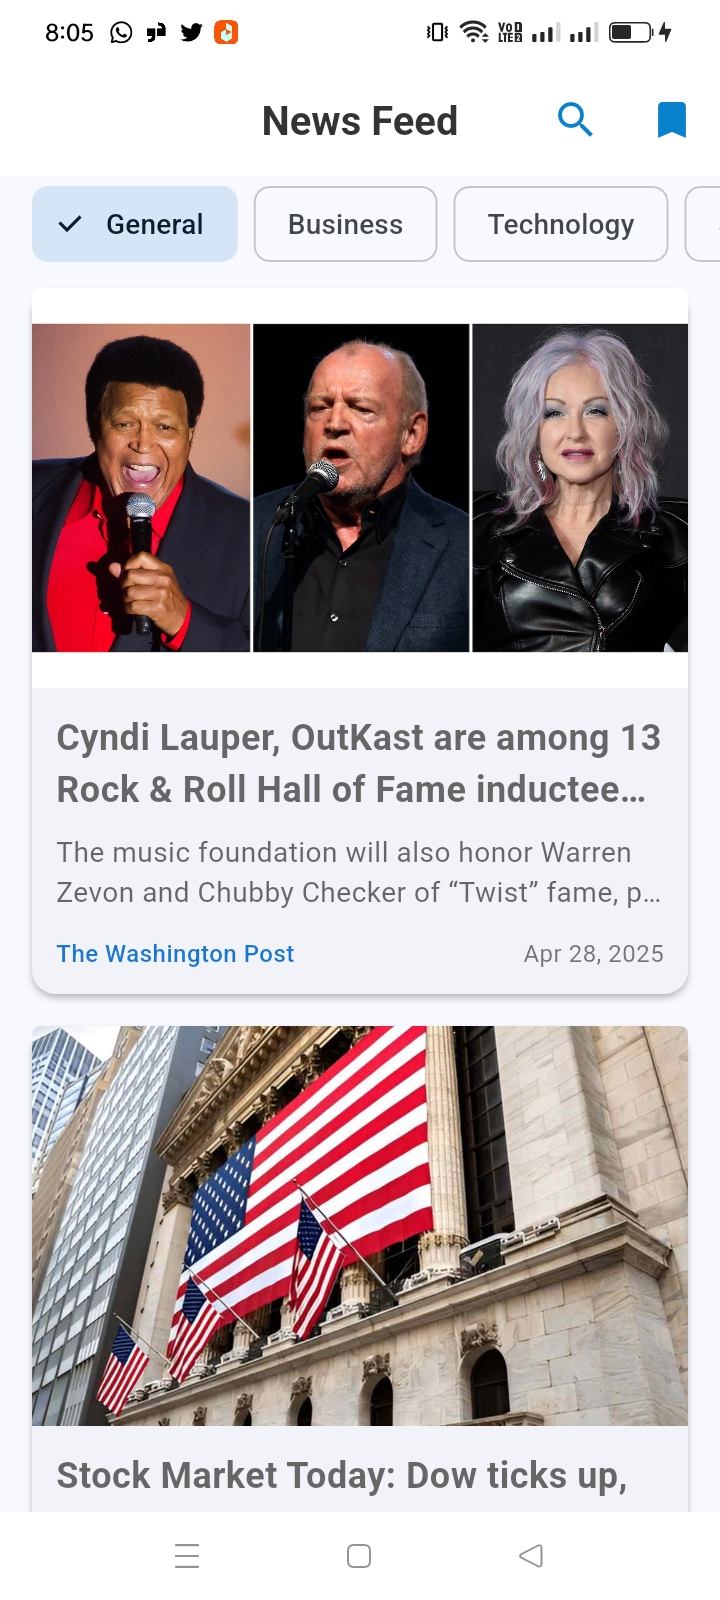 8:05
VoD
LTE2
News Feed
General
Business
Technology
Cyndi Lauper, OutKast are among 13
Rock & Roll Hall of Fame inductee…
The music foundation will also honor Warren
Zevon and Chubby Checker of “Twist” fame, p…
The Washington Post
Apr 28, 2025
Stock Market Today: Dow ticks up,